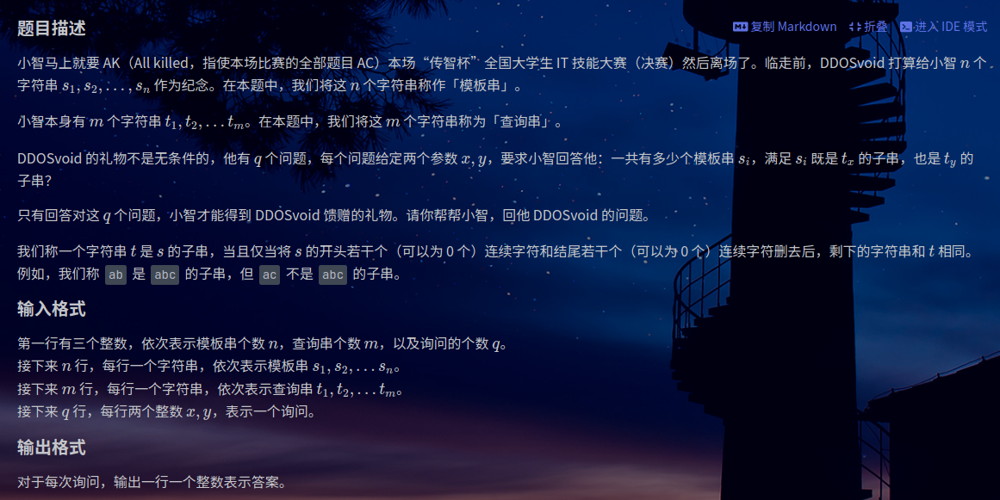 题目描述
复制 Markdown 折叠 进入 IDE 模式
小智马上就要 AK（All killed，指使本场比赛的全部题目 AC）本场“传智杯”全国大学生 IT 技能大赛（决赛）然后离场了。临走前，DDOSvoid 打算给小智 n 个
字符串 s₁, s₂, …, sₙ 作为纪念。在本题中，我们将这 n 个字符串称作「模板串」。
小智本身有 m 个字符串 t₁, t₂, … tₘ。在本题中，我们将这 m 个字符串称为「查询串」。
DDOSvoid 的礼物不是无条件的，他有 q 个问题，每个问题给定两个参数 x, y，要求小智回答他：一共有多少个模板串 sᵢ，满足 sᵢ 既是 tₓ 的子串，也是 t_y 的
子串？
只有回答对这 q 个问题，小智才能得到 DDOSvoid 馈赠的礼物。请你帮帮小智，回他 DDOSvoid 的问题。
我们称一个字符串 t 是 s 的子串，当且仅当将 s 的开头若干个（可以为 0 个）连续字符和结尾若干个（可以为 0 个）连续字符删去后，剩下的字符串和 t 相同。
例如，我们称 ab 是 abc 的子串，但 ac 不是 abc 的子串。
输入格式
第一行有三个整数，依次表示模板串个数 n，查询串个数 m，以及询问的个数 q。
接下来 n 行，每行一个字符串，依次表示模板串 s₁, s₂, … sₙ。
接下来 m 行，每行一个字符串，依次表示查询串 t₁, t₂, … tₘ。
接下来 q 行，每行两个整数 x, y，表示一个询问。
输出格式
对于每次询问，输出一行一个整数表示答案。